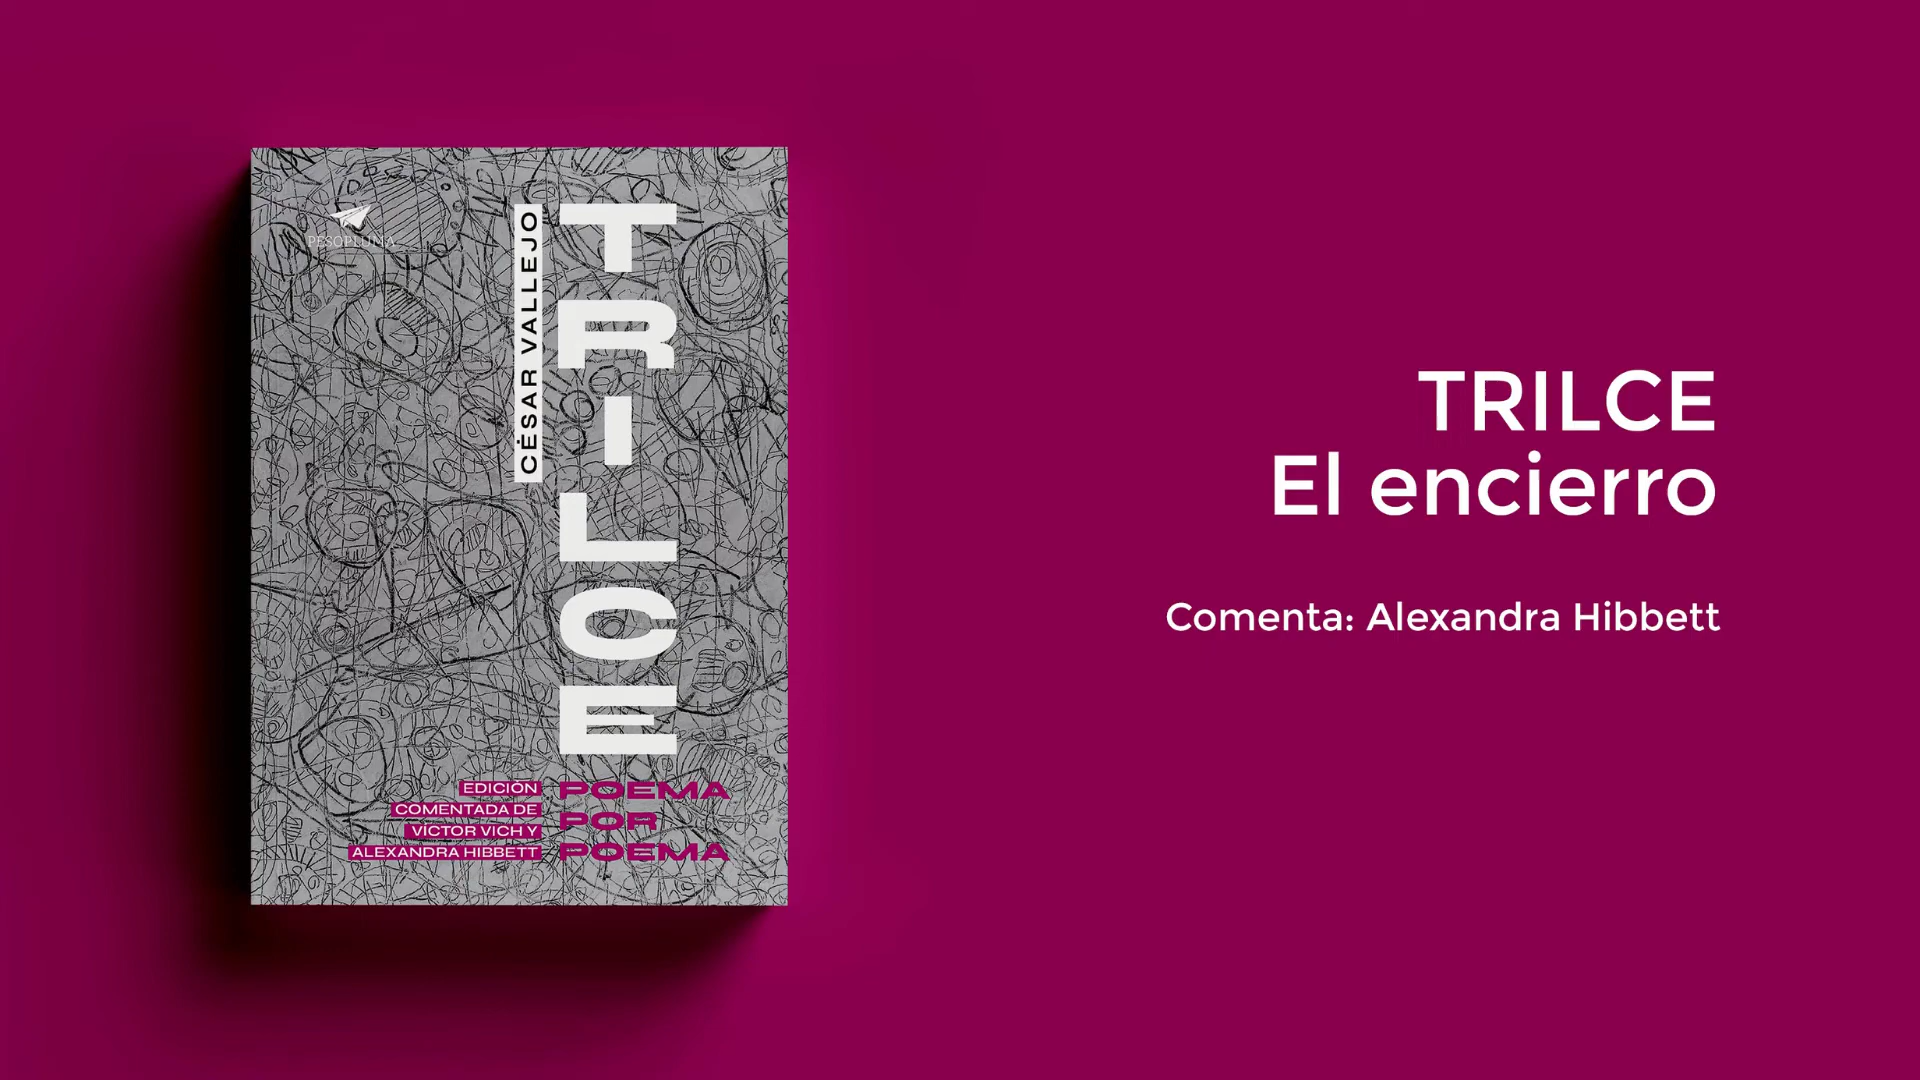 PESOPLUMA
CÉSAR VALLEJO
TRILCE
EDICIÓN
COMENTADA DE
VÍCTOR VICH Y
ALEXANDRA HIBBETT
POEMA
POR
POEMA
TRILCE
El encierro
Comenta: Alexandra Hibbett